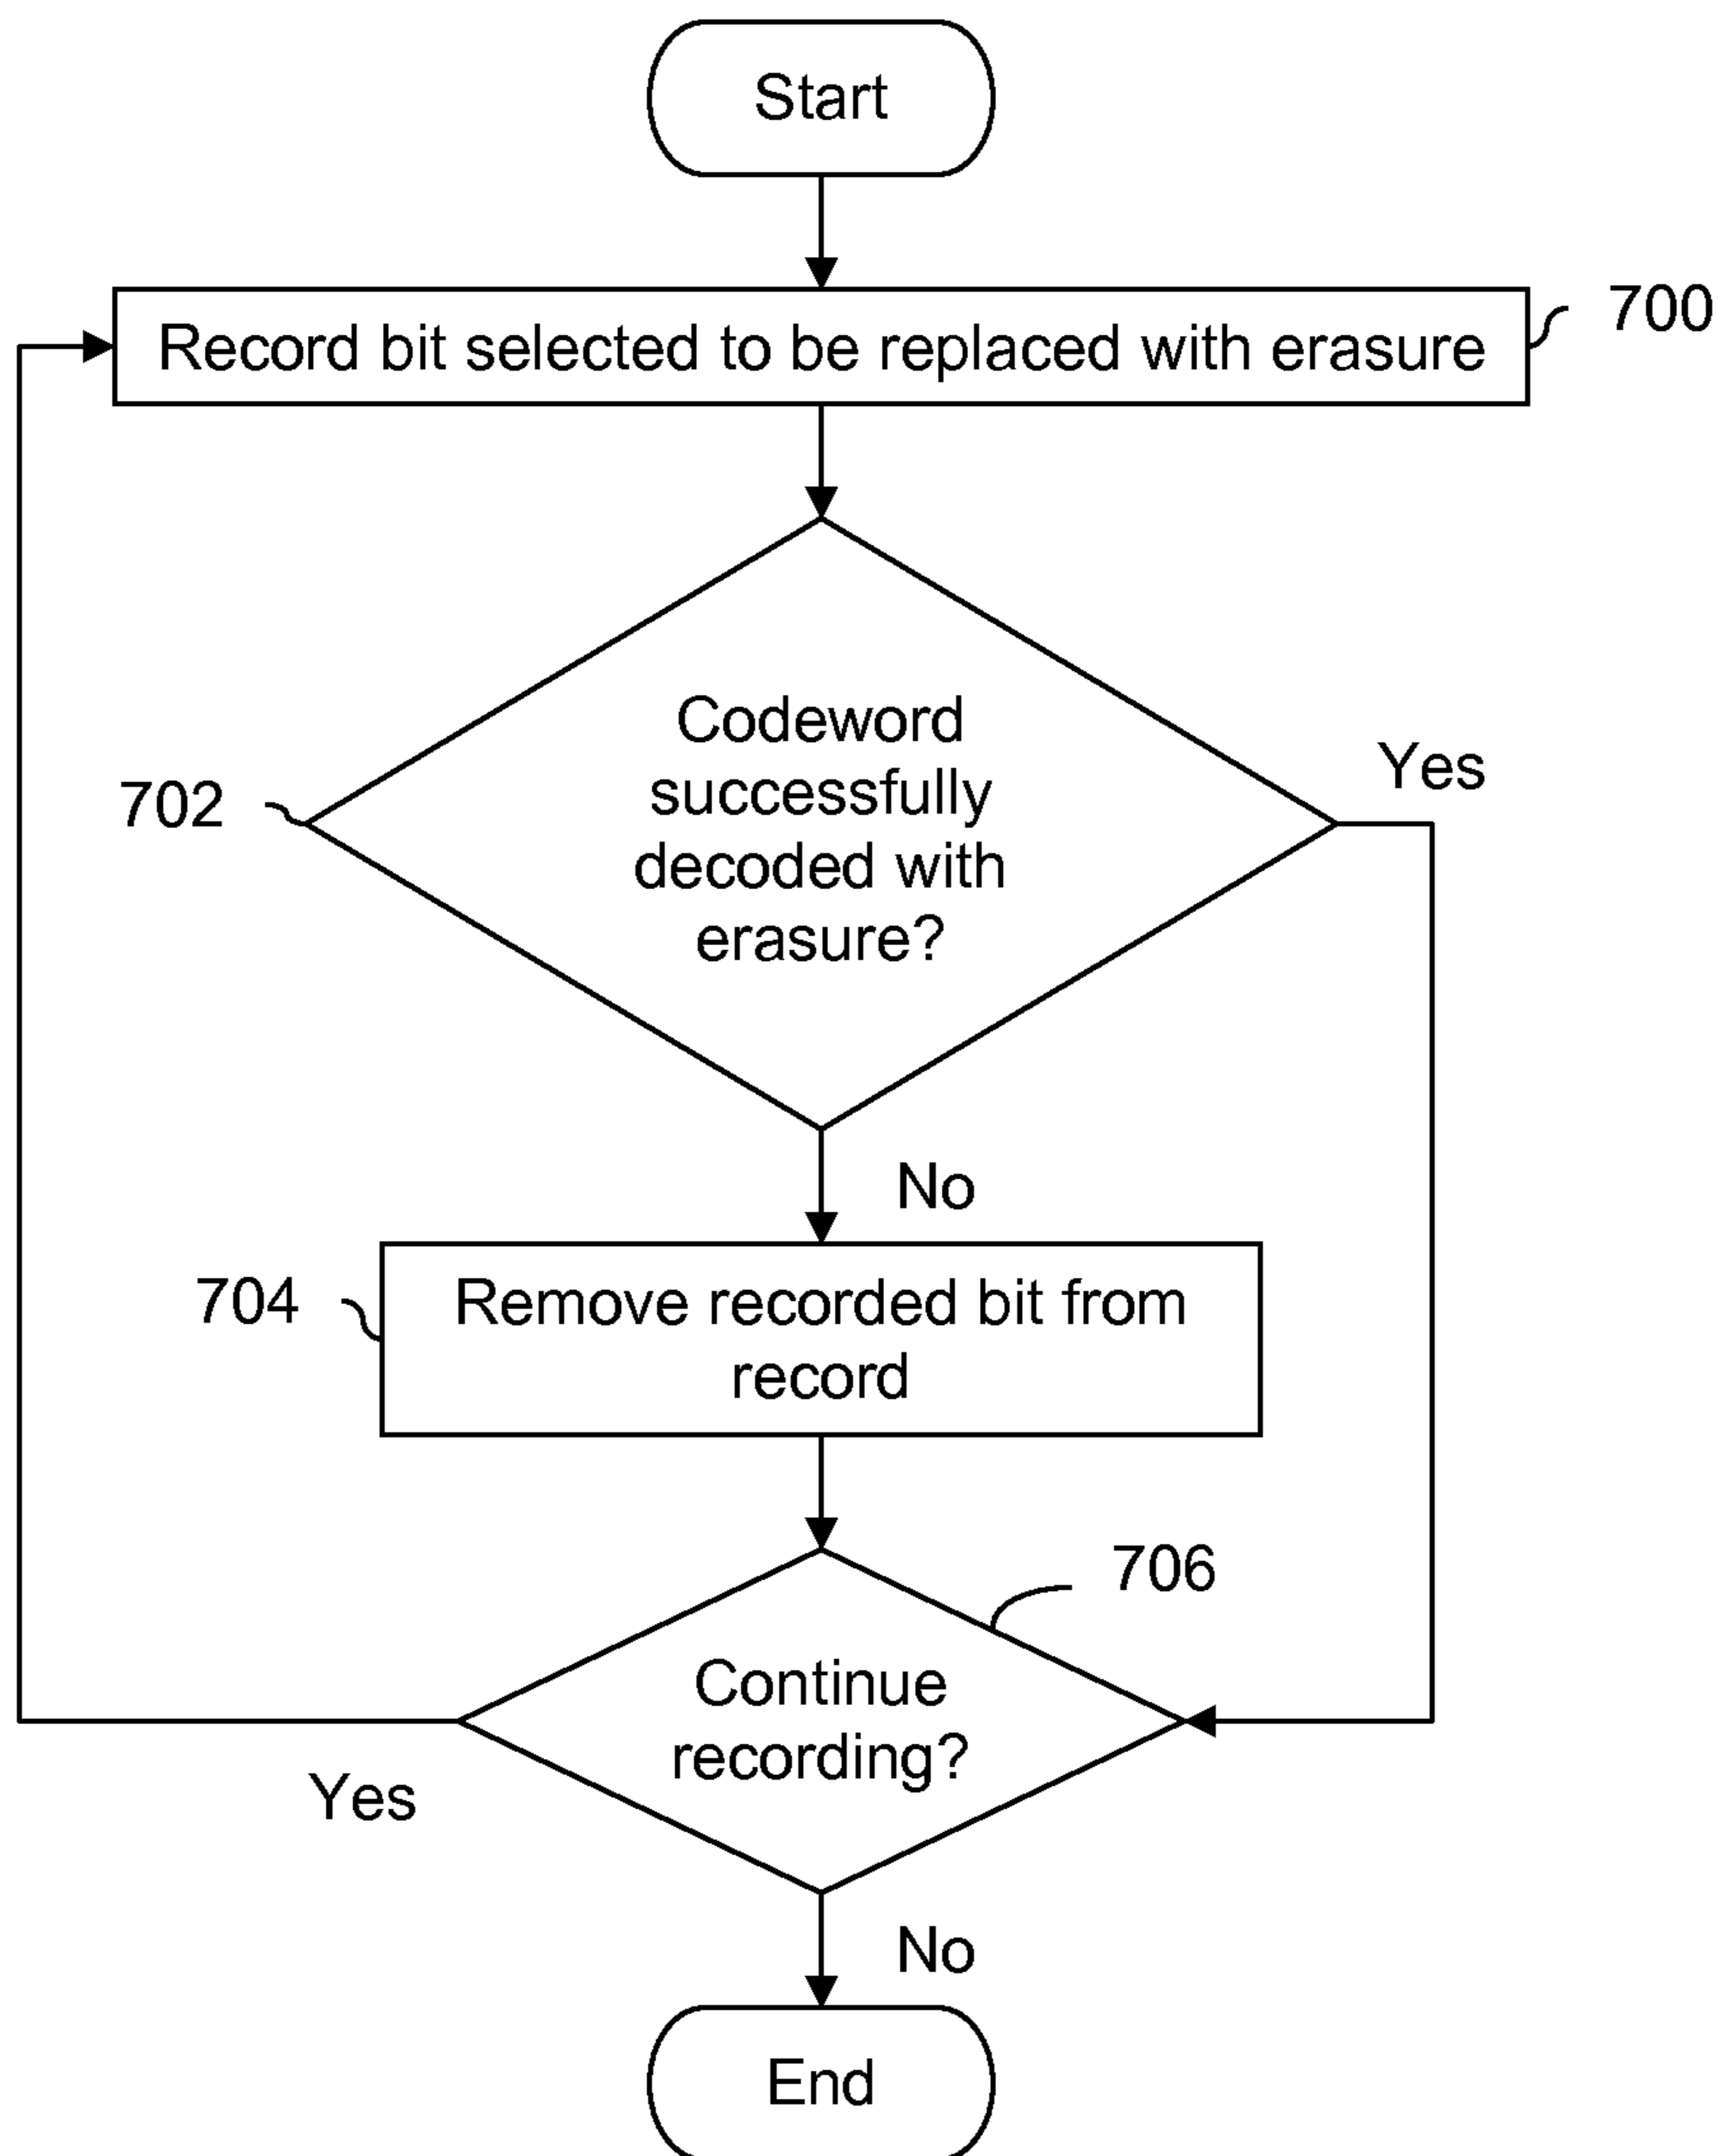 Start
Record bit selected to be replaced with erasure
700
Codeword
successfully
decoded with
erasure?
702
Yes
No
704
Remove recorded bit from
record
706
Continue
recording?
Yes
No
End